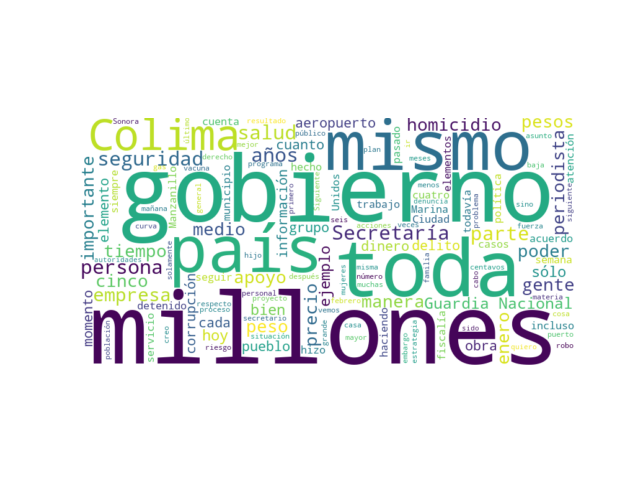 Sonora
último
cuenta
resultado
aeropuerto
homicidio
pesos
Colima
salud
público
mismo
mejor
plan
pasado
asunto
seguridad
derecho
años
cuanto
meses
elementos
periodista
importante
elemento
siempre
gas
vacuna
hecho
menos
baja
atención
Manzanillo
general
municipio
gobierno
primero
siguiente
Unidos
trabajo
cuatro
denuncia
todavía
política
sino
siguiente
mañana
información
seis
acciones
veces
Marina
Ciudad
problema
fuerza
curva
medio
grupo
Secretaría
parte
acuerdo
tiempo
autoridades
solamente
país
dinero
delito
casos
poder
toda
semana
persona
seguir
hijo
apoyo
después
ejemplo
mujeres
misma
familia
cabo
centavos
sólo
gente
cinco
personal
número
muchas
materia
momento
empresa
detenido
corrupción
respecto
proceso
proyecto
programa
bien
precio
febrero
manera
Guardia Nacional
vemos
cosa
servicio
cada
peso
secretario
situación
grande
casa
haciendo
embargo
estrategia
fiscalía
enero
sido
incluso
puerto
población
creo
hoy
riesgo
pueblo
hizo
mayor
obra
quiero
robo
millones